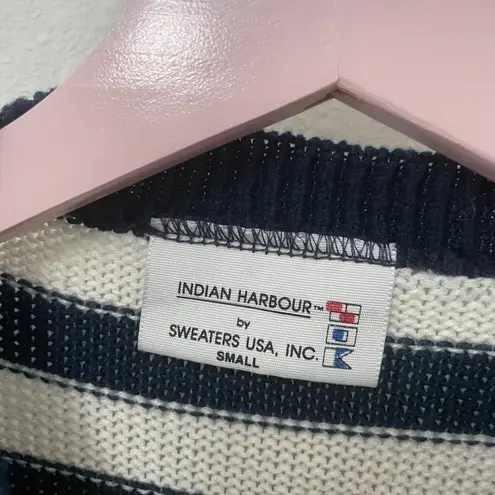 INDIAN HARBOUR™
by
SWEATERS USA, INC.
SMALL